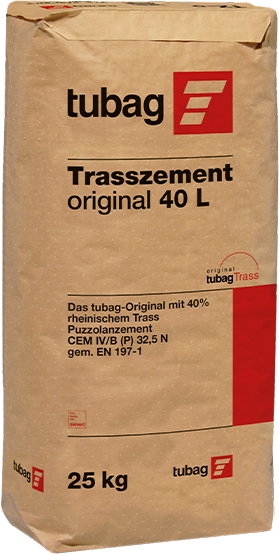 tubag
Trasszement
original 40 L
original
tubagTrass
Das tubag-Original mit 40%
rheinischem Trass
Puzzolanzement
CEM IV/B (P) 32,5 N
gem. EN 197-1
25 kg
tubag
tubag